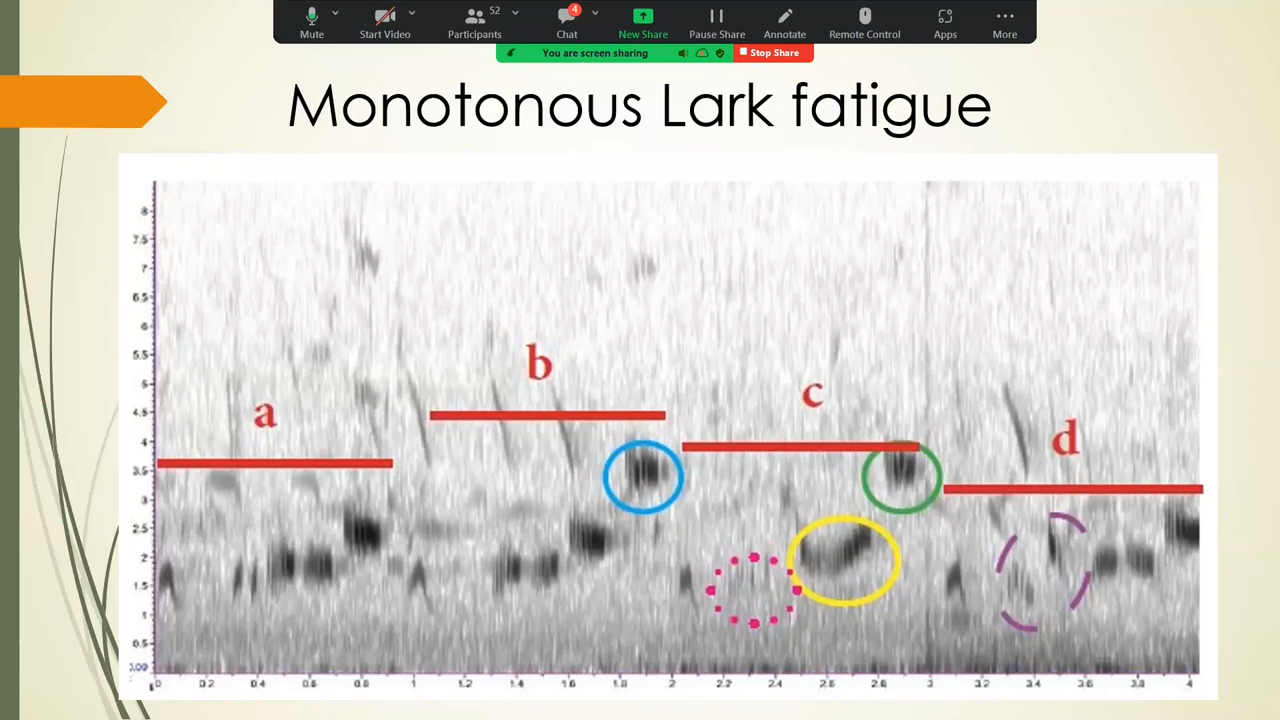 52
4
Mute
Start Video
Participants
Chat
New Share
Pause Share
Annotate
Remote Control
Apps
More
You are screen sharing
Stop Share
Monotonous Lark fatigue
8
7.5
7
6.5
6
5.5
5
4.5
4
3.5
3
2.5
2
1.5
1
0.5
0.00
a
b
c
d
0 0.2 0.4 0.6 0.8 1 1.2 1.4 1.6 1.8 2 2.2 2.4 2.6 2.8 3 3.2 3.4 3.6 3.8 4